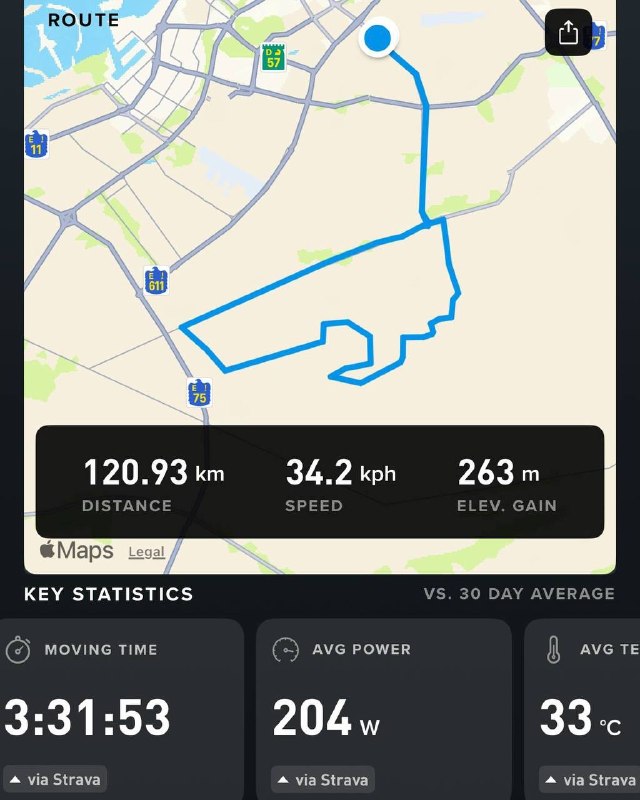 ROUTE
D
57
77
E
11
E
611
E
75
120.93 km
34.2 kph
263 m
DISTANCE
SPEED
ELEV. GAIN
Maps
Legal
KEY STATISTICS
VS. 30 DAY AVERAGE
MOVING TIME
AVG POWER
AVG TE
3:31:53
204 W
33 °C
via Strava
via Strava
via Strava